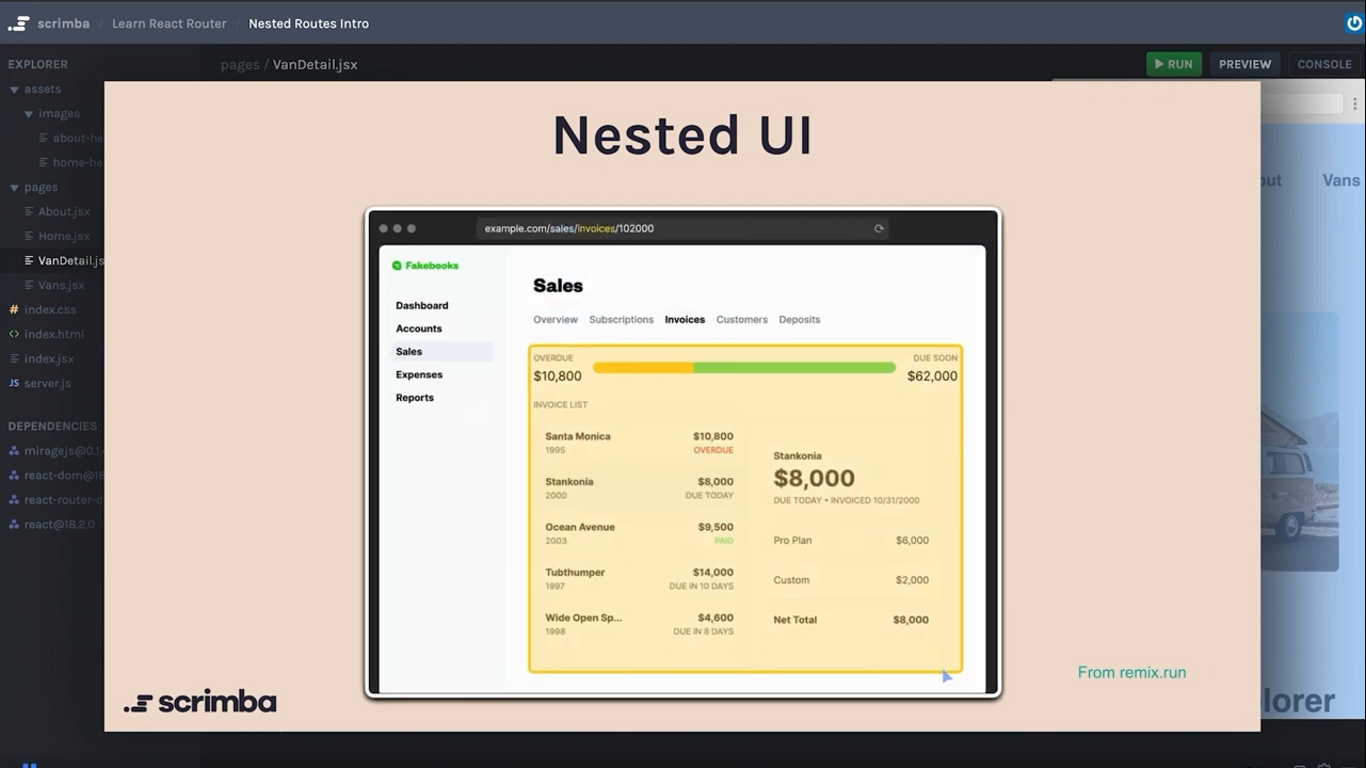 scrimba / Learn React Router / Nested Routes Intro
EXPLORER
pages / VanDetail.jsx
RUN
PREVIEW
CONSOLE
assets
images
about-he
home-he
pages
About.jsx
Home.jsx
VanDetail.js
Vans.jsx
index.css
index.html
index.jsx
JS server.js
DEPENDENCIES
miragejs@0.1.
react-dom@18
react-router-d
react@18.2.0
Nested UI
example.com/sales/invoices/102000
Fakebooks
Dashboard
Accounts
Sales
Expenses
Reports
Sales
Overview Subscriptions Invoices Customers Deposits
OVERDUE
$10,800
DUE SOON
$62,000
INVOICE LIST
Santa Monica $10,800
1995 OVERDUE
Stankonia $8,000
2000 DUE TODAY
Ocean Avenue $9,500
2003 PAID
Tubthumper $14,000
1997 DUE IN 10 DAYS
Wide Open Sp... $4,600
1998 DUE IN 8 DAYS
Stankonia
$8,000
DUE TODAY • INVOICED 10/31/2000
Pro Plan $6,000
Custom $2,000
Net Total $8,000
From remix.run
scrimba
out Vans
lorer